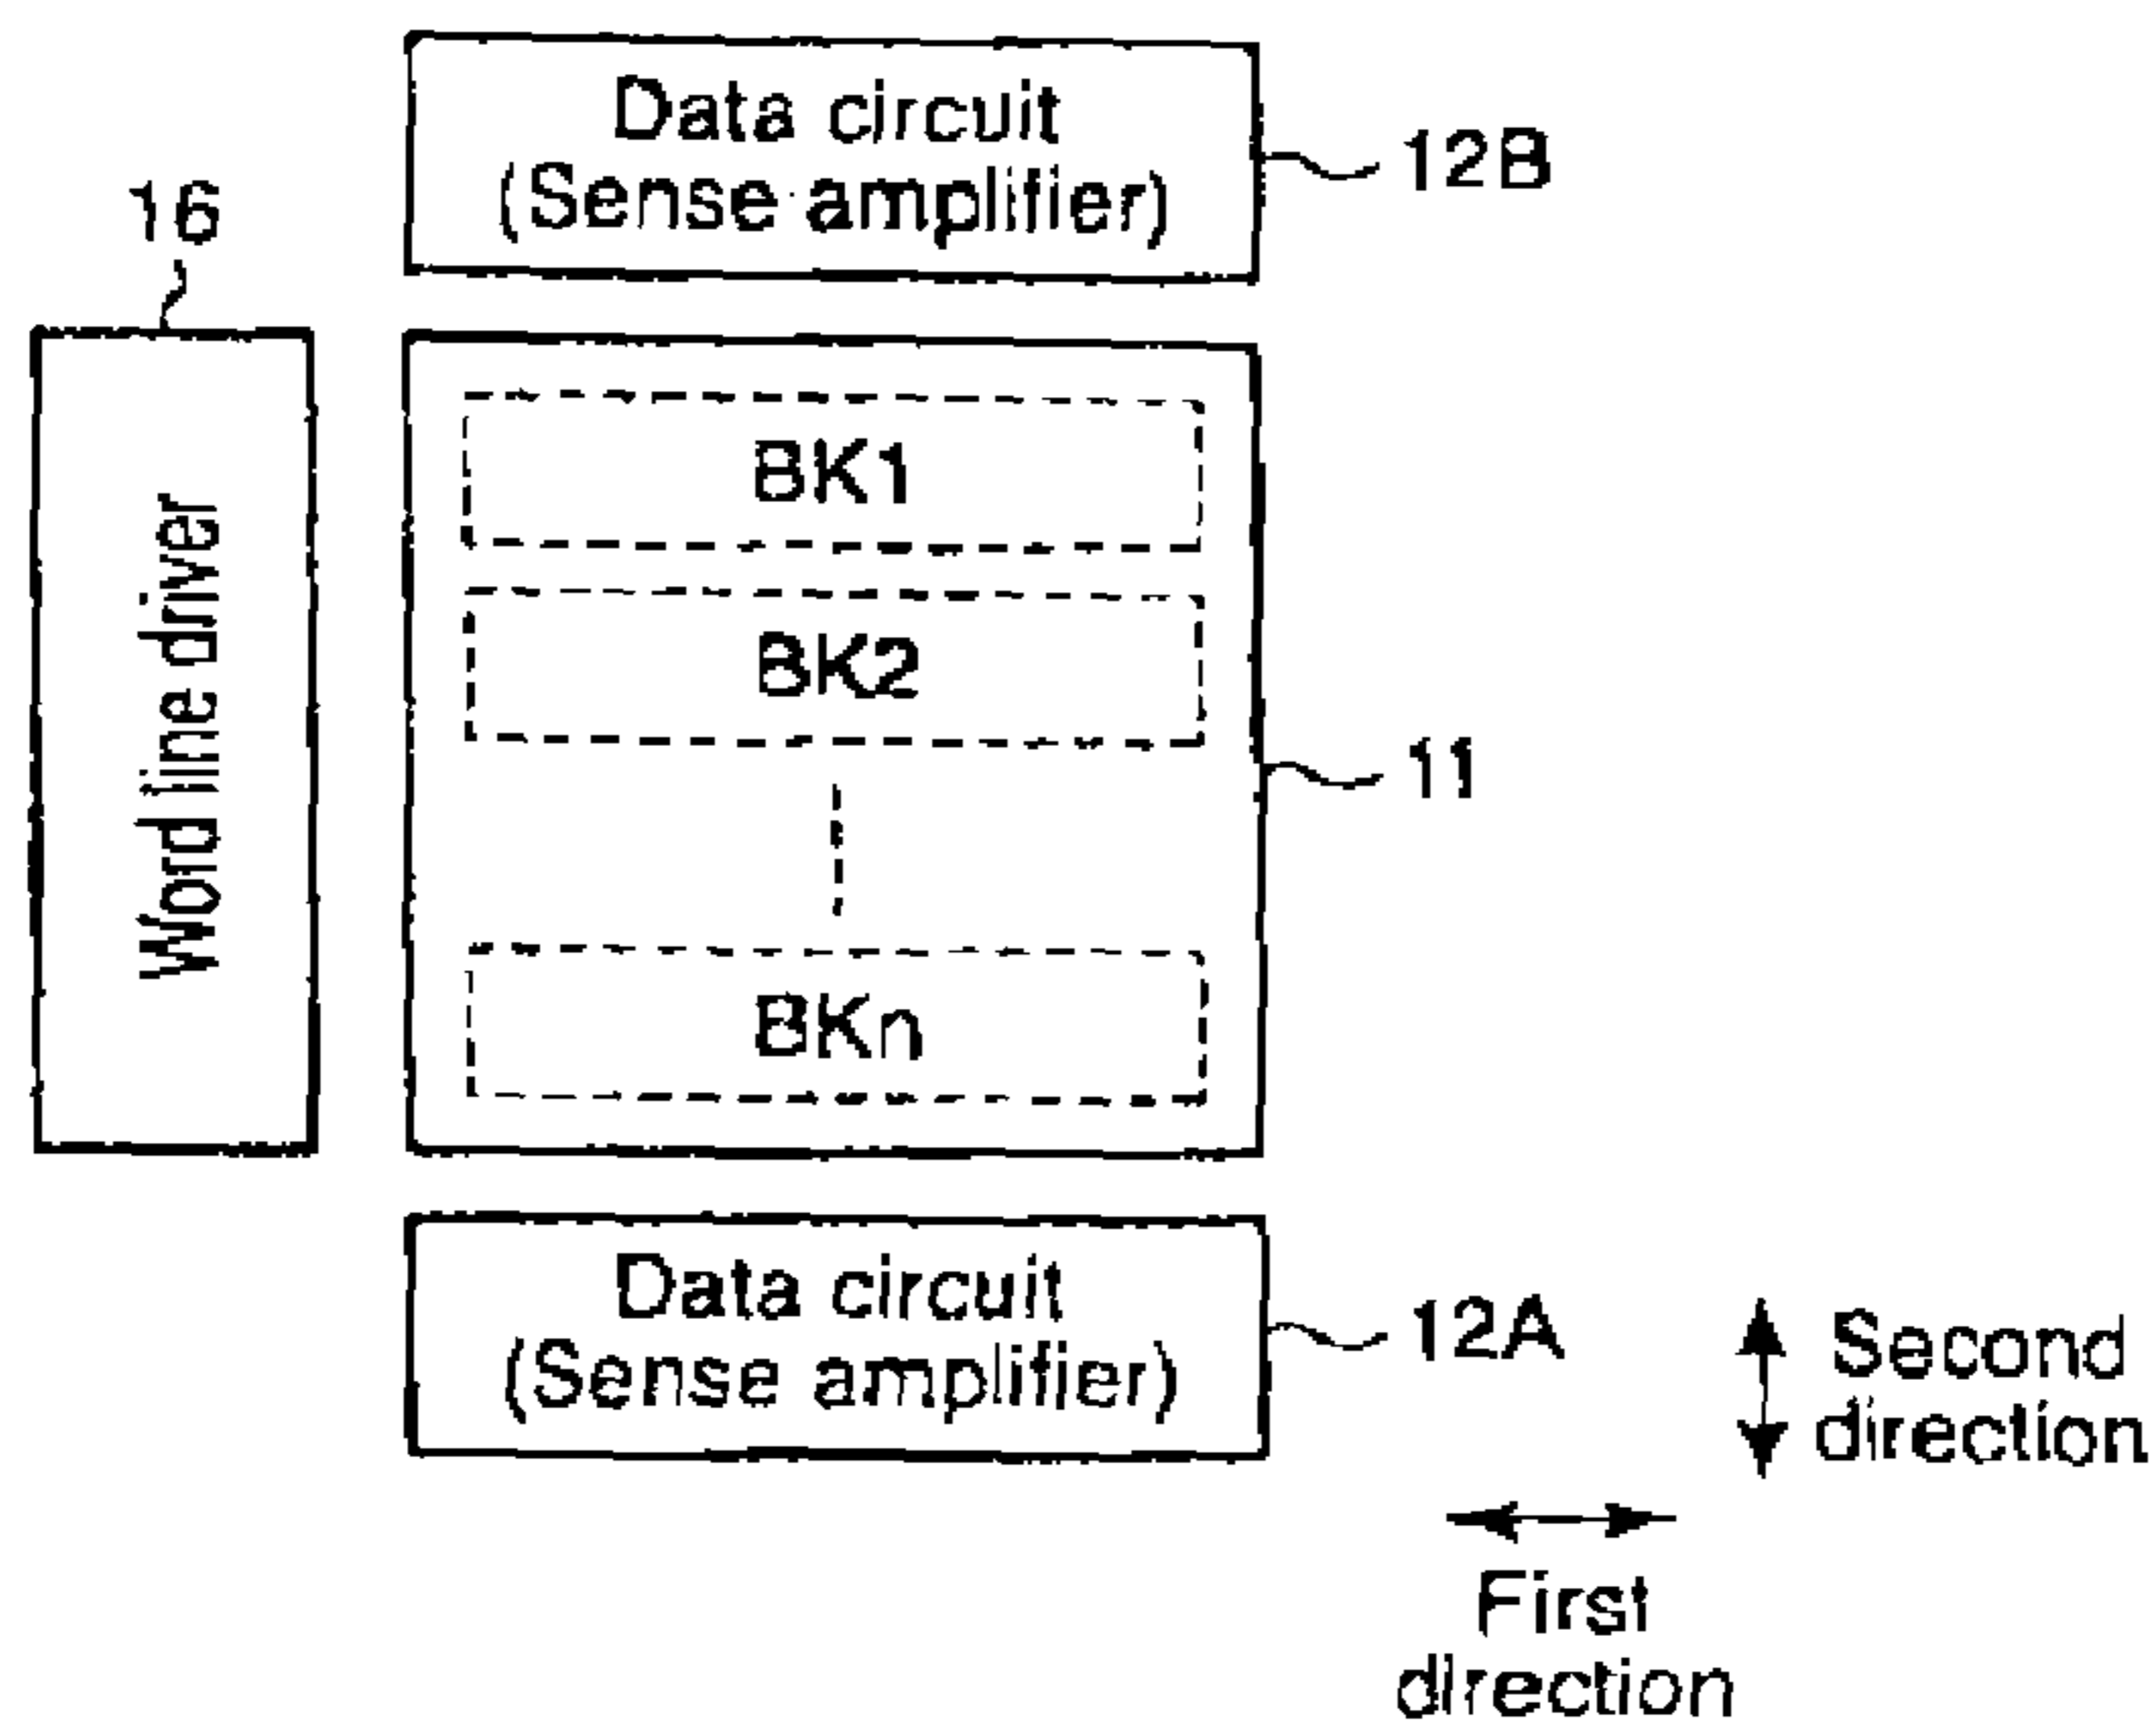 Data circuit
(Sense amplifier)
12B
16
Word line driver
BK1
BK2
11
BKn
Data circuit
(Sense amplifier)
12A
Second
direction
First
direction